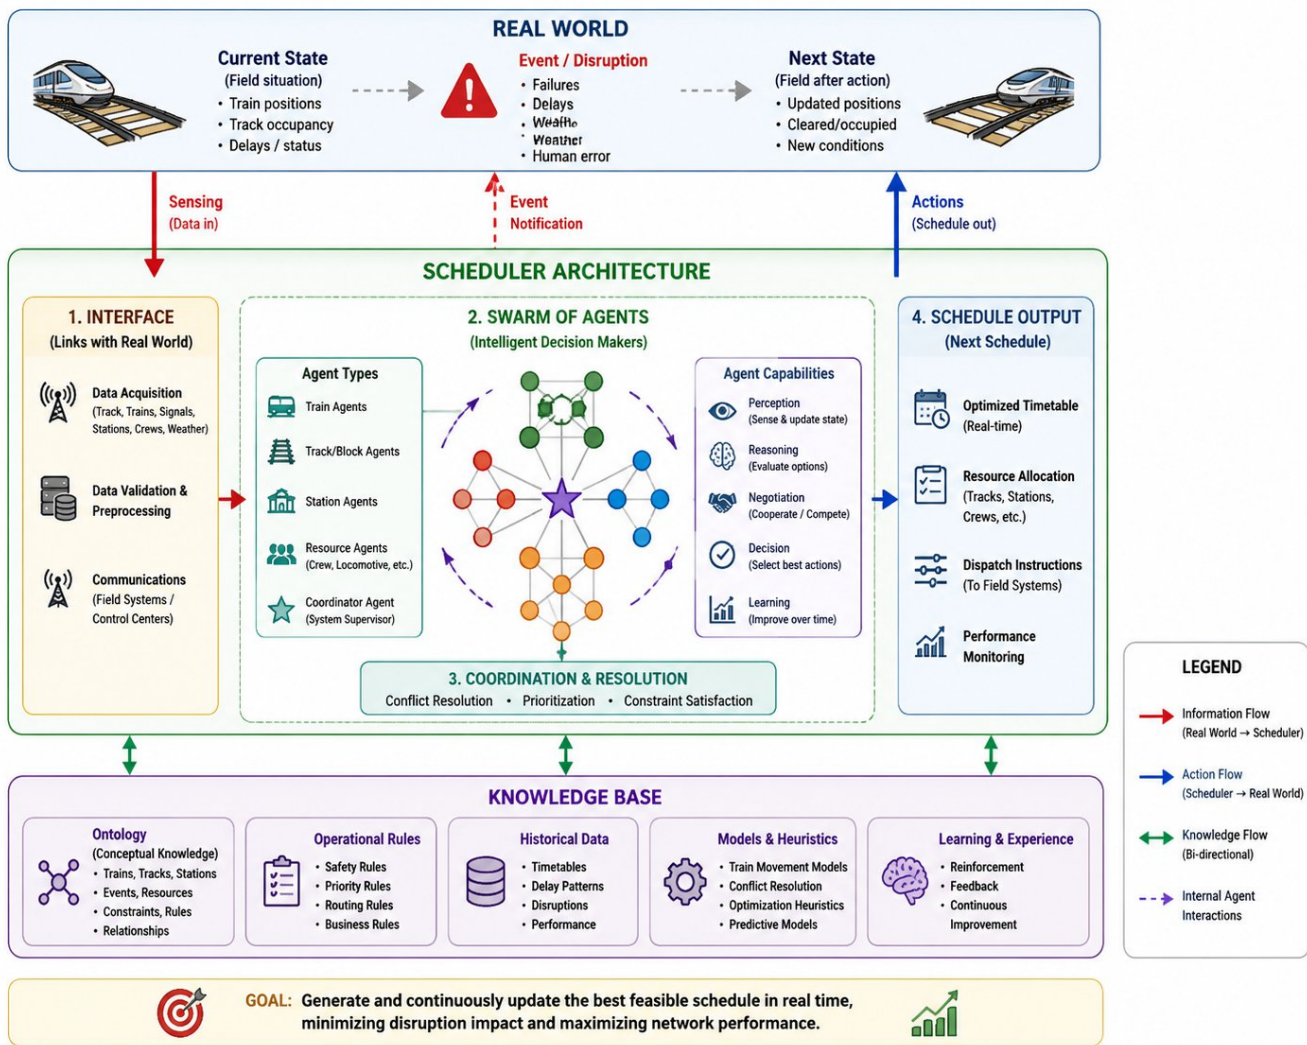 REAL WORLD
Current State
(Field situation)
• Train positions
• Track occupancy
• Delays / status
Event / Disruption
• Failures
• Delays
• Weather
• Human error
Next State
(Field after action)
• Updated positions
• Cleared/occupied
• New conditions
Sensing
(Data in)
Event
Notification
Actions
(Schedule out)
SCHEDULER ARCHITECTURE
1. INTERFACE
(Links with Real World)
Data Acquisition
(Track, Trains, Signals,
Stations, Crews, Weather)
Data Validation &
Preprocessing
Communications
(Field Systems /
Control Centers)
2. SWARM OF AGENTS
(Intelligent Decision Makers)
Agent Types
Train Agents
Track/Block Agents
Station Agents
Resource Agents
(Crew, Locomotive, etc.)
Coordinator Agent
(System Supervisor)
Agent Capabilities
Perception
(Sense & update state)
Reasoning
(Evaluate options)
Negotiation
(Cooperate / Compete)
Decision
(Select best actions)
Learning
(Improve over time)
3. COORDINATION & RESOLUTION
Conflict Resolution • Prioritization • Constraint Satisfaction
4. SCHEDULE OUTPUT
(Next Schedule)
Optimized Timetable
(Real-time)
Resource Allocation
(Tracks, Stations,
Crews, etc.)
Dispatch Instructions
(To Field Systems)
Performance
Monitoring
LEGEND
Information Flow
(Real World → Scheduler)
Action Flow
(Scheduler → Real World)
Knowledge Flow
(Bi-directional)
Internal Agent
Interactions
KNOWLEDGE BASE
Ontology
(Conceptual Knowledge)
• Trains, Tracks, Stations
• Events, Resources
• Constraints, Rules
• Relationships
Operational Rules
• Safety Rules
• Priority Rules
• Routing Rules
• Business Rules
Historical Data
• Timetables
• Delay Patterns
• Disruptions
• Performance
Models & Heuristics
• Train Movement Models
• Conflict Resolution
• Optimization Heuristics
• Predictive Models
Learning & Experience
• Reinforcement
• Feedback
• Continuous
Improvement
GOAL: Generate and continuously update the best feasible schedule in real time,
minimizing disruption impact and maximizing network performance.